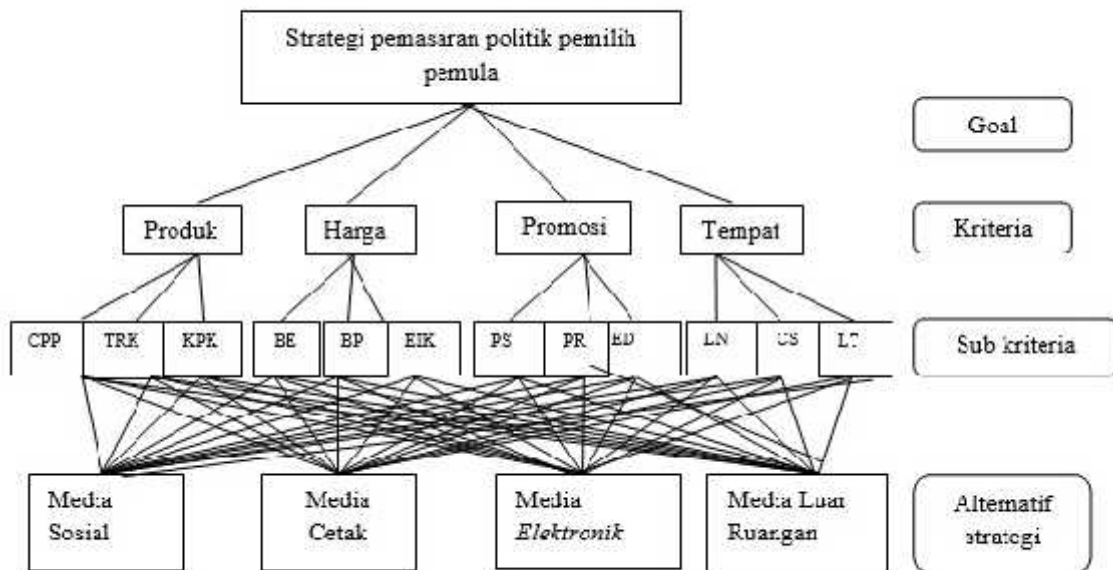 Strategi pemasaran politik pemilih
pemula
Goal
Produk
Harga
Promosi
Tempat
Kriteria
CPP
TRK
KPK
BE
BP
EIK
PS
PR
ED
LN
CS
LT
Sub kriteria
Media
Sosial
Media
Cetak
Media
Elektronik
Media Luar
Ruangan
Alternatif
strategi